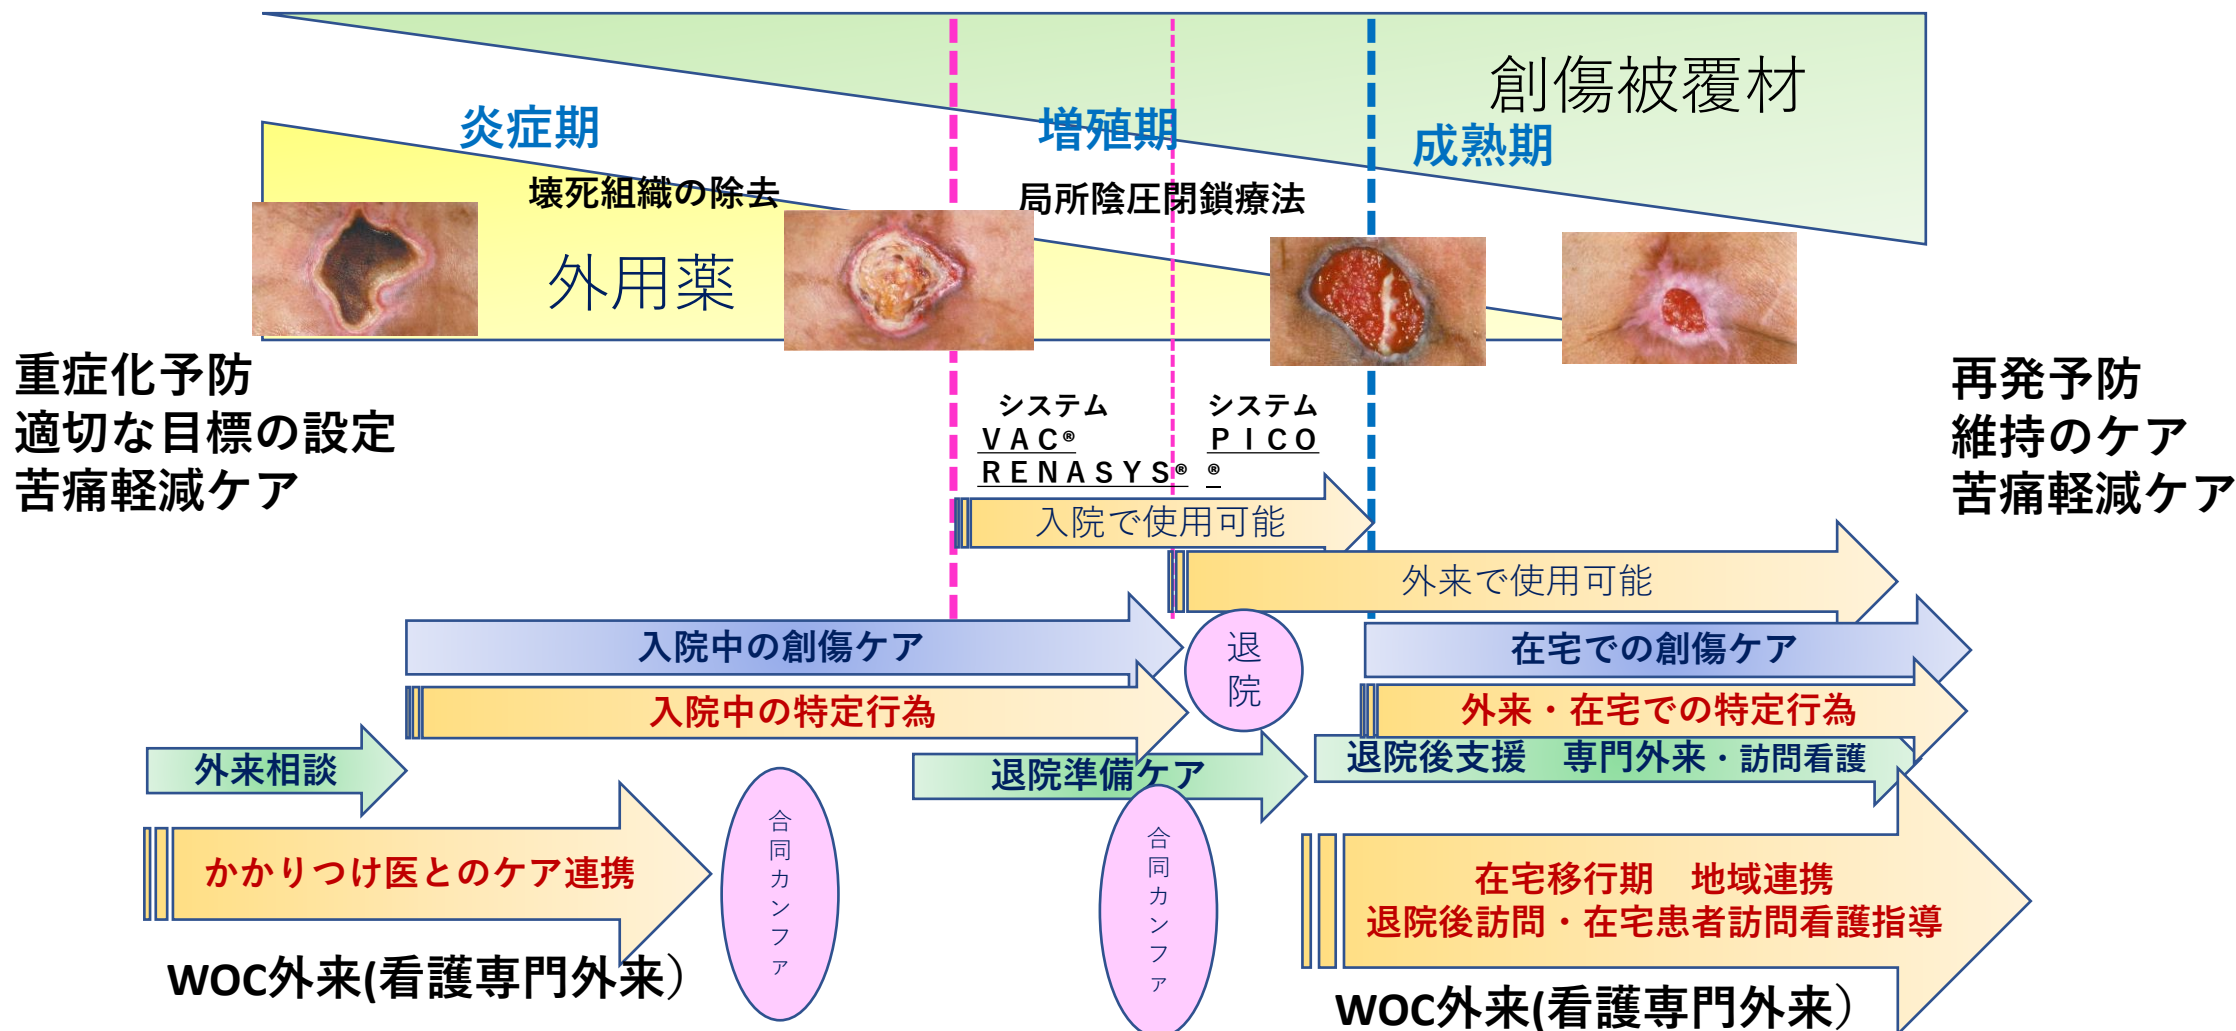 創傷被覆材
炎症期
増殖期
成熟期
壊死組織の除去
局所陰圧閉鎖療法
外用薬
重症化予防
適切な目標の設定
苦痛軽減ケア
再発予防
維持のケア
苦痛軽減ケア
システム
VAC®
RENASYS®
システム
PICO
®
入院で使用可能
外来で使用可能
入院中の創傷ケア
退
院
在宅での創傷ケア
入院中の特定行為
外来・在宅での特定行為
外来相談
退院準備ケア
退院後支援　専門外来・訪問看護
かかりつけ医とのケア連携
合
同
カ
ン
フ
ァ
合
同
カ
ン
フ
ァ
在宅移行期　地域連携
退院後訪問・在宅患者訪問看護指導
WOC外来(看護専門外来）
WOC外来(看護専門外来）